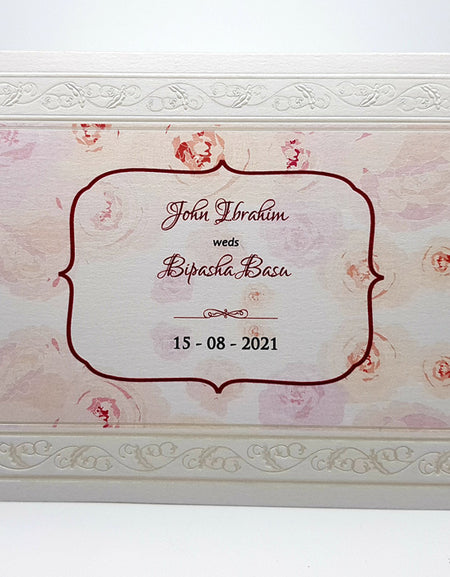 John Ibrahim
weds
Bipasha Basu
15 - 08 - 2021